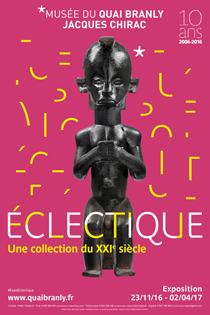 MUSÉE DU QUAI BRANLY
JACQUES CHIRAC
10
ans
2006-2016
ÉCLECTIQUE
Une collection du XXIᵉ siècle
#ExpoEclectique
www.quaibranly.fr
Exposition
23/11/16 - 02/04/17